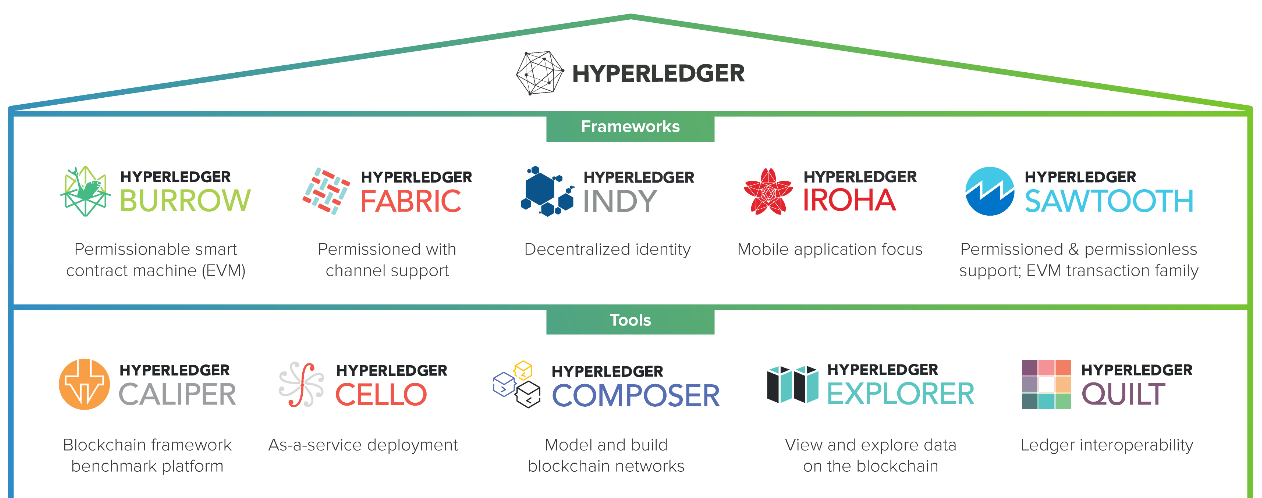 HYPERLEDGER
Frameworks
HYPERLEDGER
BURROW
Permissionable smart
contract machine (EVM)
HYPERLEDGER
FABRIC
Permissioned with
channel support
HYPERLEDGER
INDY
Decentralized identity
HYPERLEDGER
IROHA
Mobile application focus
HYPERLEDGER
SAWTOOTH
Permissioned & permissionless
support; EVM transaction family
Tools
HYPERLEDGER
CALIPER
Blockchain framework
benchmark platform
HYPERLEDGER
CELLO
As-a-service deployment
HYPERLEDGER
COMPOSER
Model and build
blockchain networks
HYPERLEDGER
EXPLORER
View and explore data
on the blockchain
HYPERLEDGER
QUILT
Ledger interoperability